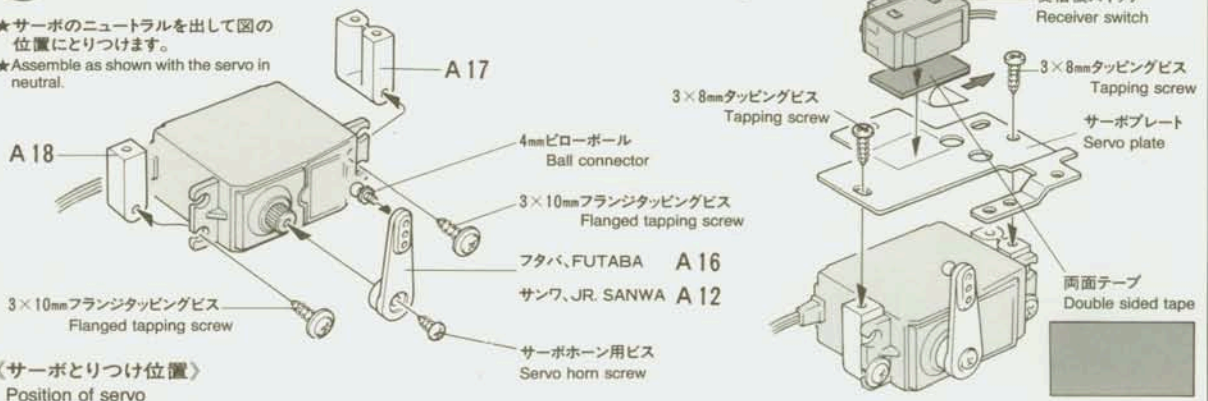 ★サーボのニュートラルを出して図の
位置にとりつけます。
★Assemble as shown with the servo in
neutral.
A 17
A 18
4mmピローボール
Ball connector
3×10mmフランジタッピングビス
Flanged tapping screw
フタバ、FUTABA A 16
サンワ、JR. SANWA A 12
3×10mmフランジタッピングビス
Flanged tapping screw
サーボホーン用ビス
Servo horn screw
《サーボとりつけ位置》
Position of servo
Receiver switch
3×8mmタッピングビス
Tapping screw
3×8mmタッピングビス
Tapping screw
サーボプレート
Servo plate
両面テープ
Double sided tape